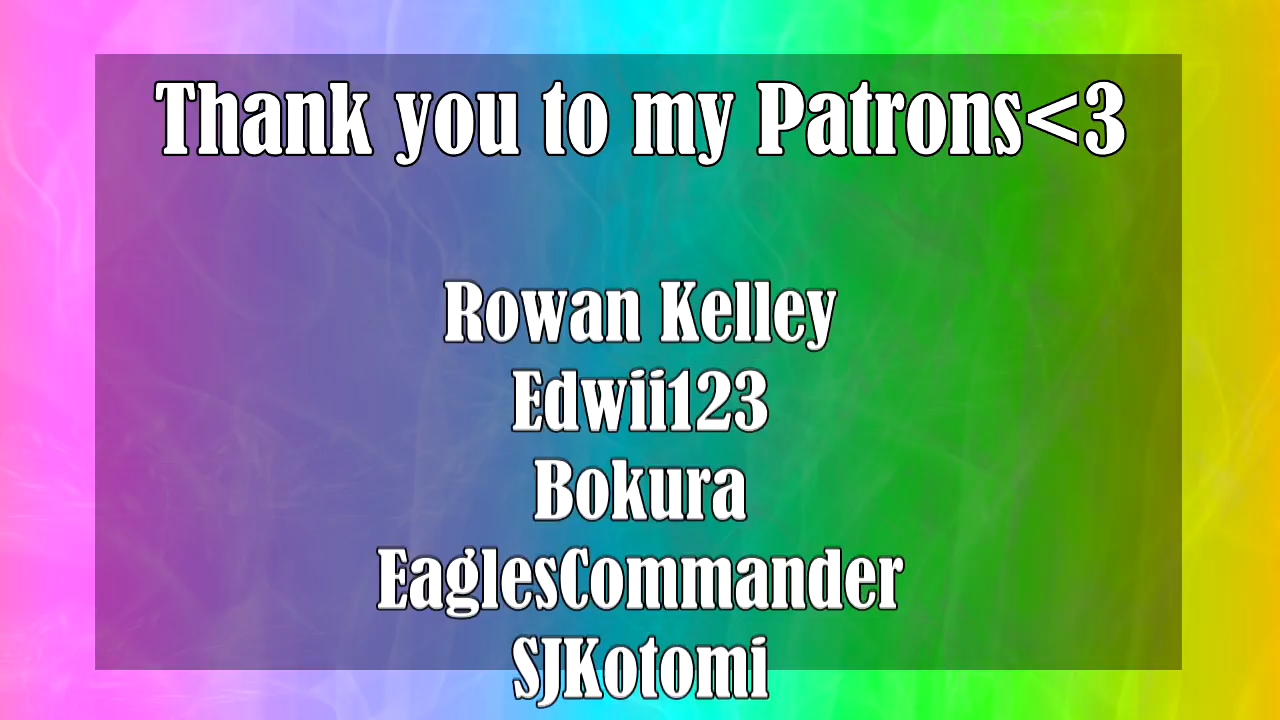 Thank you to my Patrons<3
Rowan Kelley
Edwii123
Bokura
EaglesCommander
SJKotomi